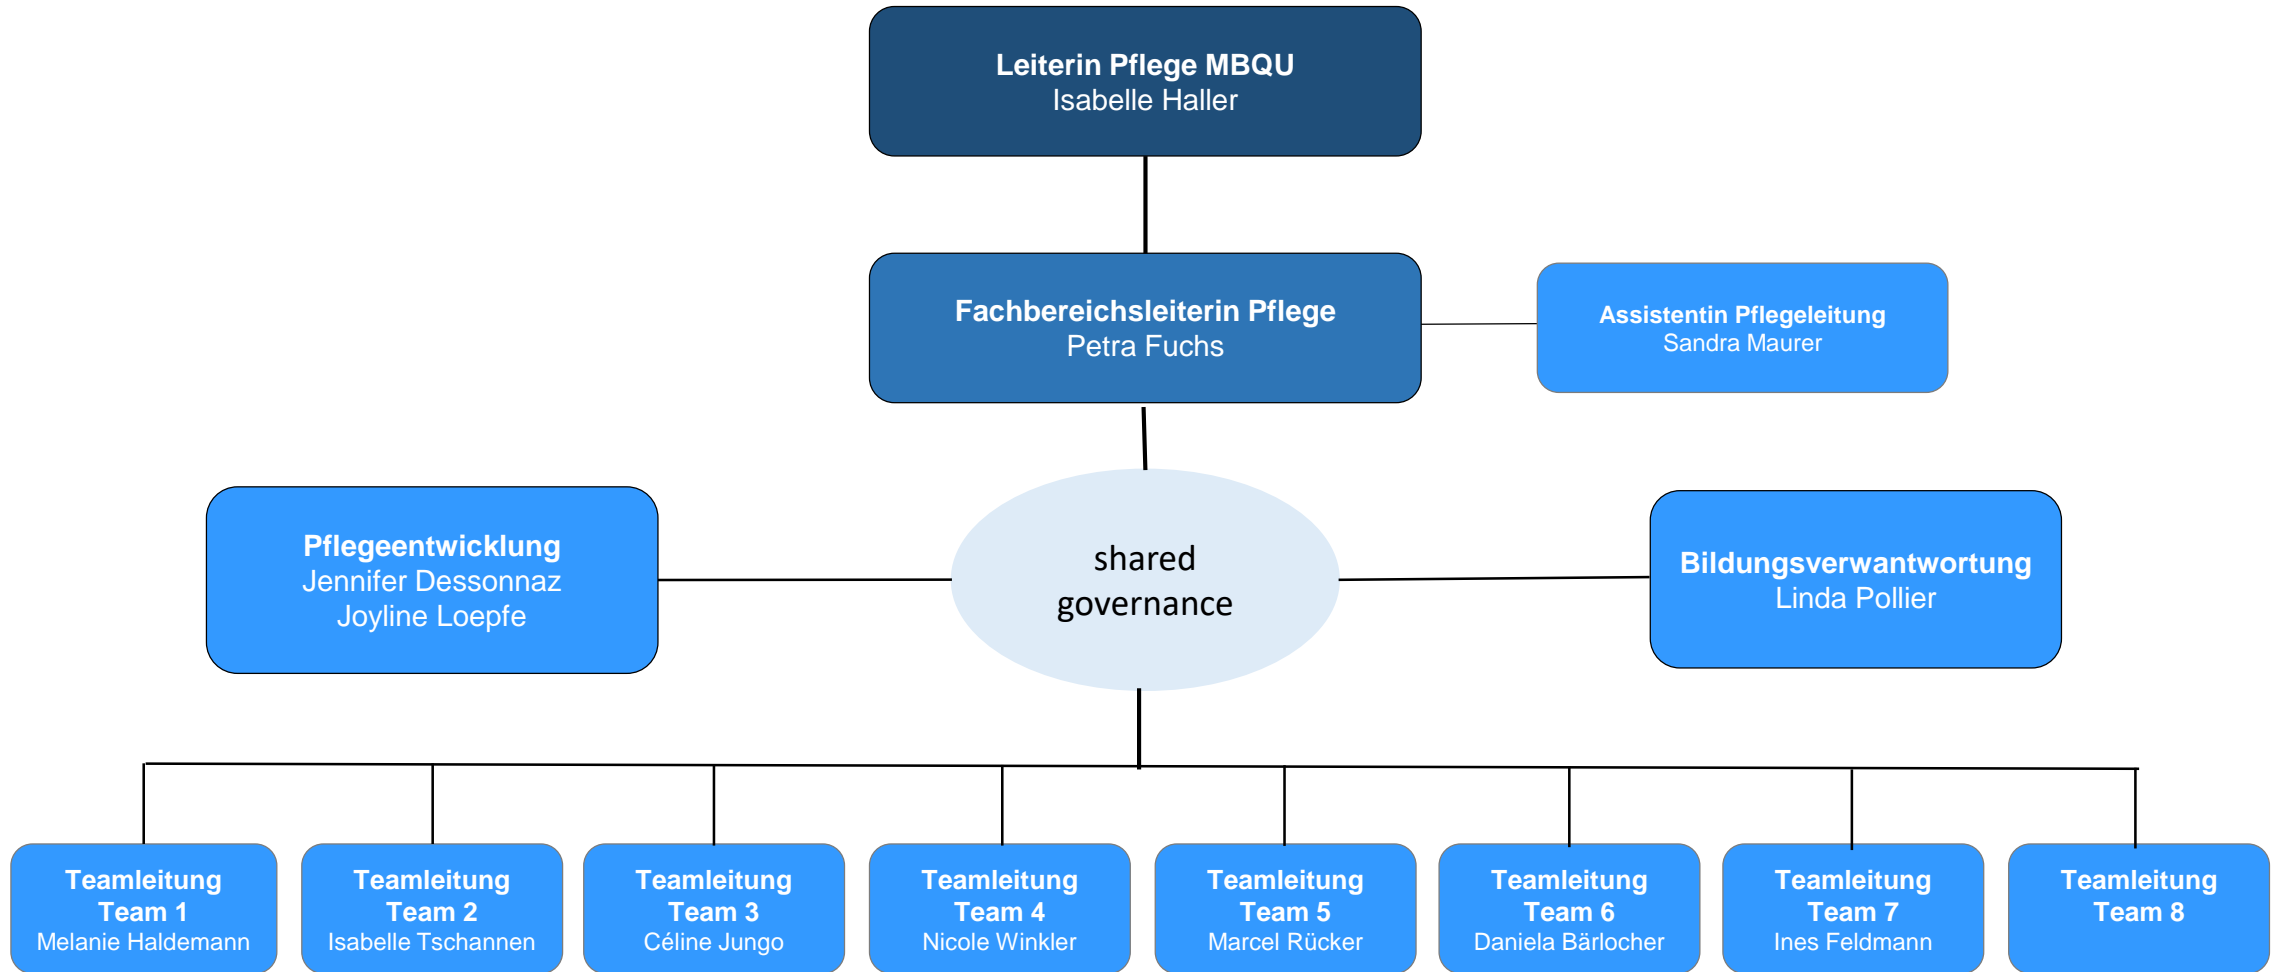 Leiterin Pflege MBQU
Isabelle Haller
Fachbereichsleiterin Pflege
Petra Fuchs
Assistentin Pflegeleitung
Sandra Maurer
Pflegeentwicklung
Jennifer Dessonnaz
Joyline Loepfe
shared
governance
Bildungsverwantwortung
Linda Pollier
Teamleitung
Team 1
Melanie Haldemann
Teamleitung
Team 2
Isabelle Tschannen
Teamleitung
Team 3
Céline Jungo
Teamleitung
Team 4
Nicole Winkler
Teamleitung
Team 5
Marcel Rücker
Teamleitung
Team 6
Daniela Bärlocher
Teamleitung
Team 7
Ines Feldmann
Teamleitung
Team 8